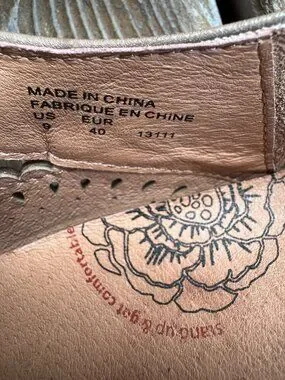 MADE IN CHINA
FABRIQUE EN CHINE
US EUR
9 40 13111
stand up & get comfortable